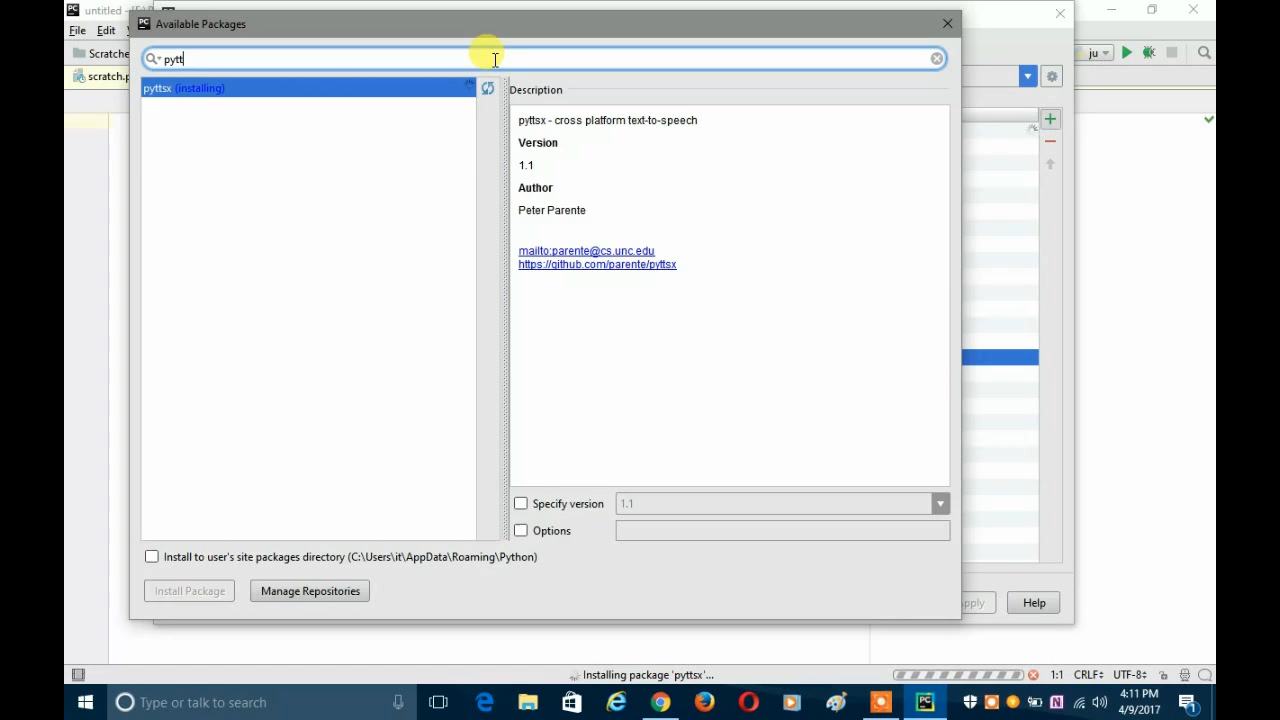 untitled
Available Packages
File Edit
Scratche
ju
scratch.p
pytt
pyttsx (installing)
Description
pyttsx - cross platform text-to-speech
Version
1.1
Author
Peter Parente
mailto:parente@cs.unc.edu
https://github.com/parente/pyttsx
Specify version
1.1
Options
Install to user's site packages directory (C:\Users\it\AppData\Roaming\Python)
Install Package
Manage Repositories
pply
Help
Installing package 'pyttsx'...
1:1 CRLF UTF-8
Type or talk to search
4:11 PM
4/9/2017